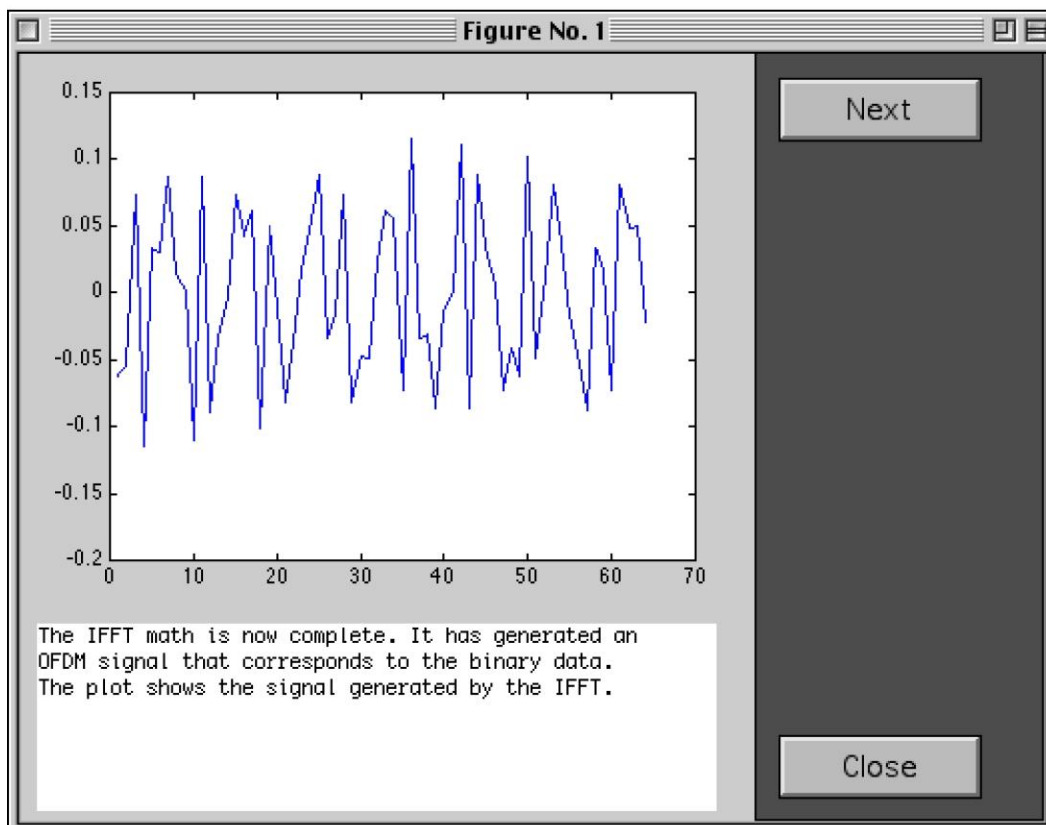 Figure No. 1
0.15
0.1
0.05
0
-0.05
-0.1
-0.15
-0.2
0 10 20 30 40 50 60 70
Next
The IFFT math is now complete. It has generated an
OFDM signal that corresponds to the binary data.
The plot shows the signal generated by the IFFT.
Close